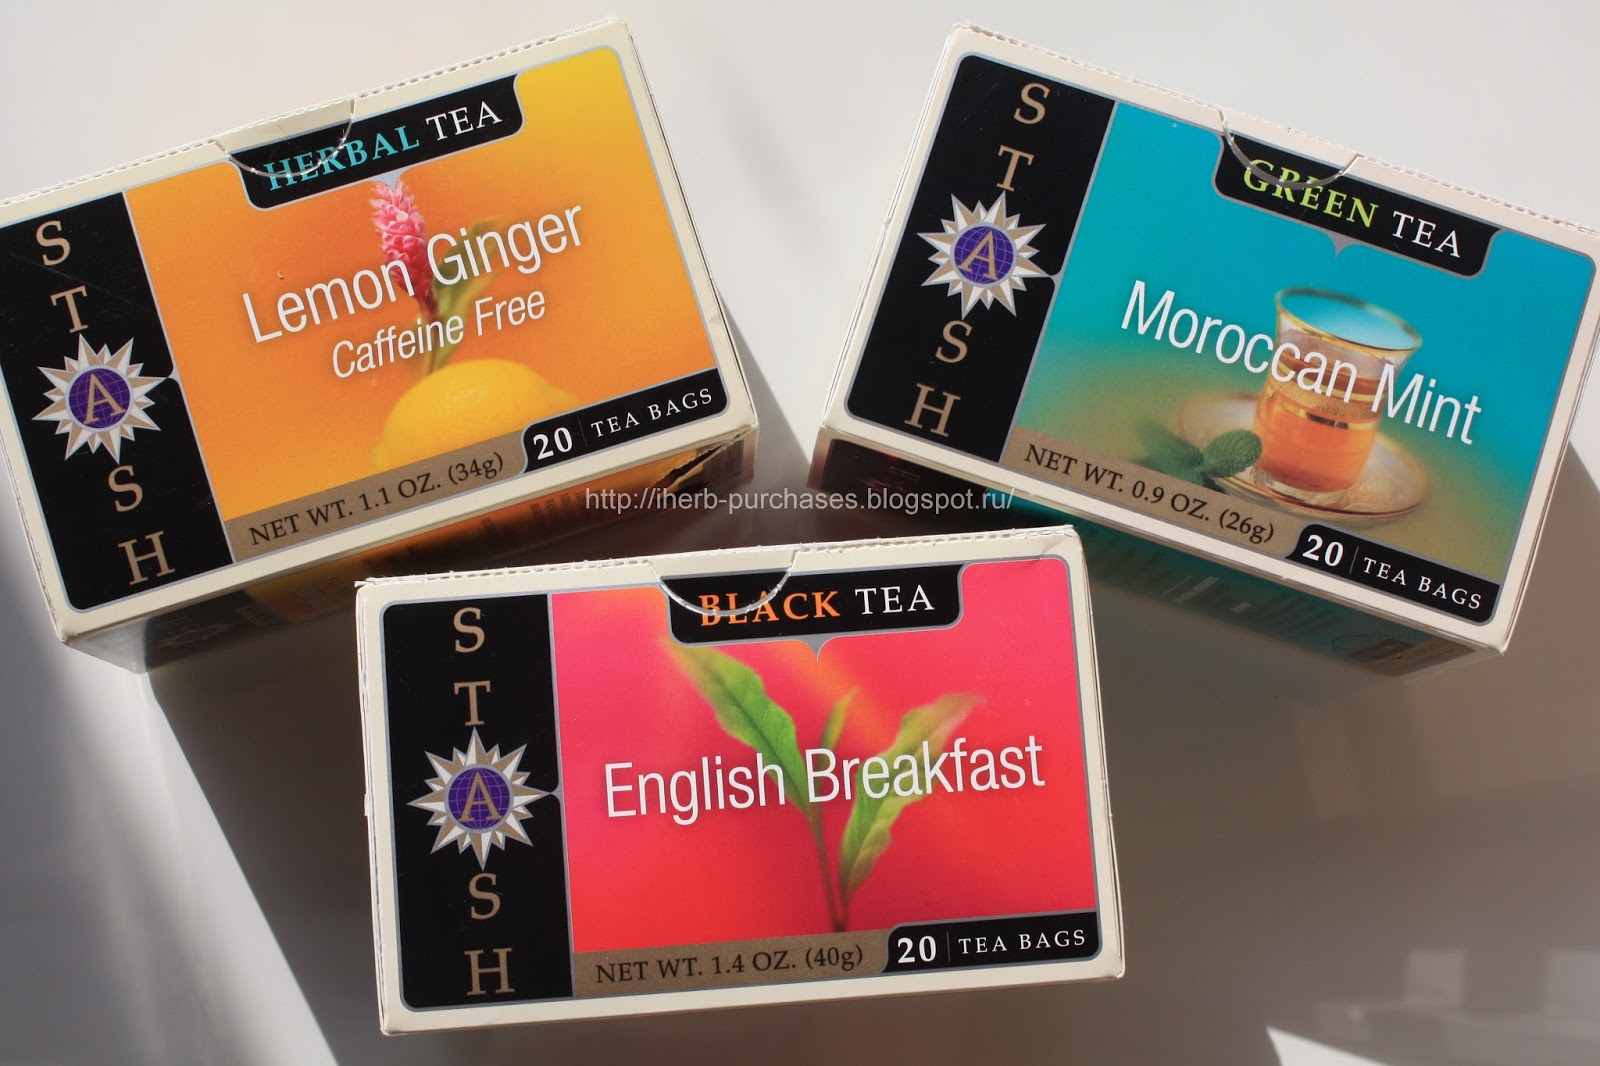 HERBAL TEA
STASH
A
Lemon Ginger
Caffeine Free
NET WT. 1.1 OZ. (34g)
20 TEA BAGS
GREEN TEA
STASH
A
Moroccan Mint
NET WT. 0.9 OZ. (26g)
20 TEA BAGS
http://iherb-purchases.blogspot.ru/
BLACK TEA
STASH
A
English Breakfast
NET WT. 1.4 OZ. (40g)
20 TEA BAGS